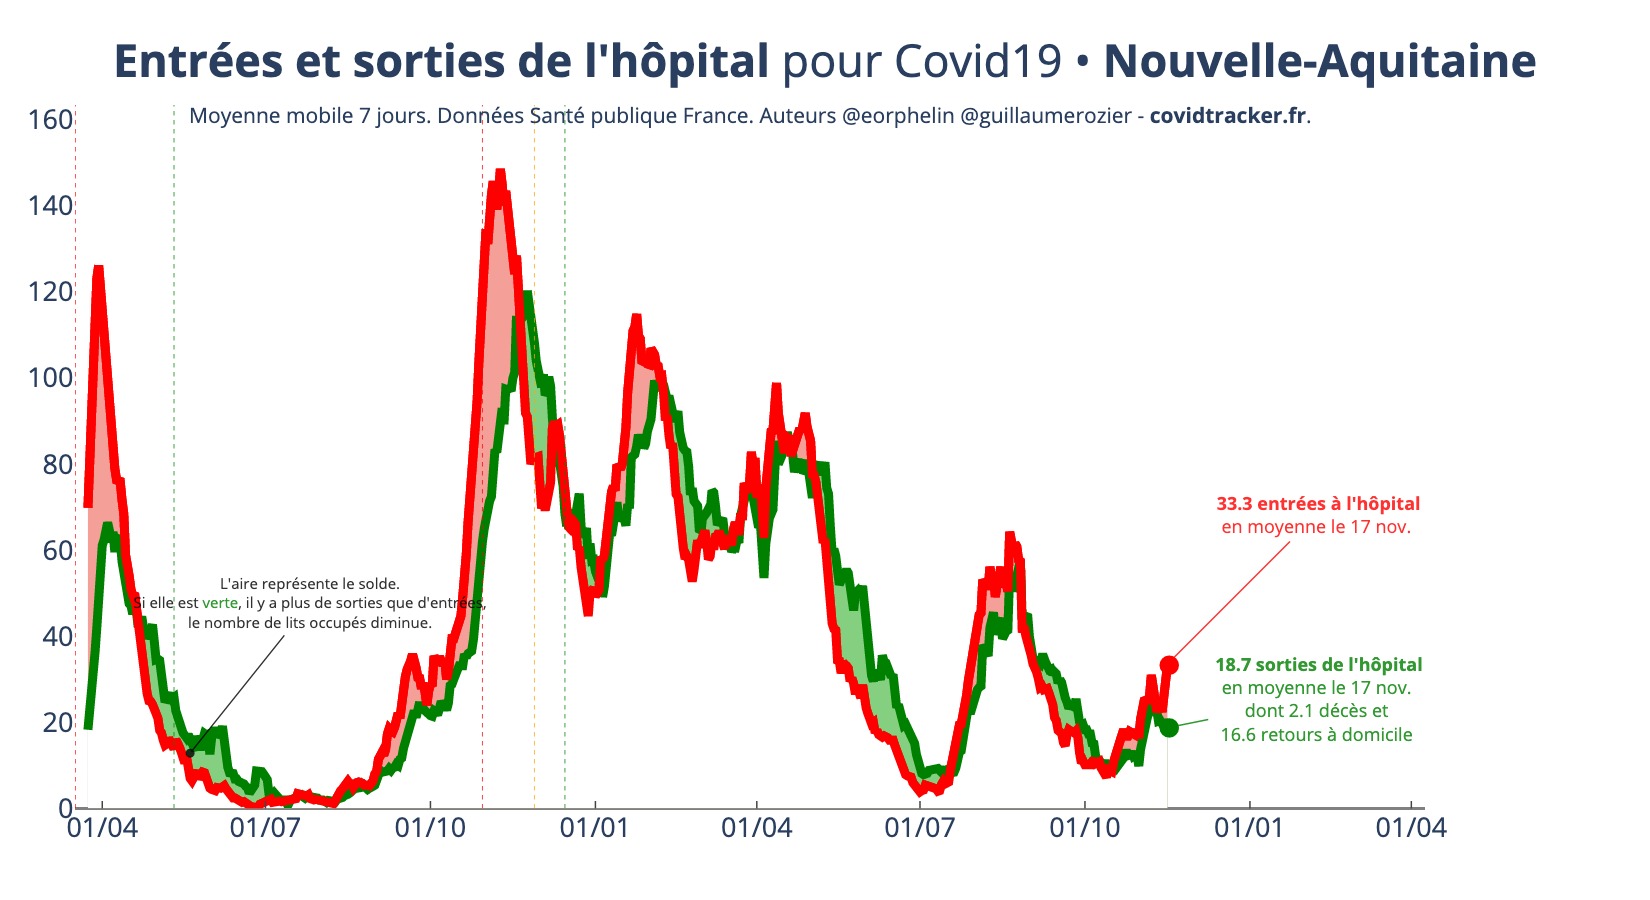 Entrées et sorties de l'hôpital pour Covid19 • Nouvelle-Aquitaine
Moyenne mobile 7 jours. Données Santé publique France. Auteurs @eorphelin @guillaumerozier - covidtracker.fr.
160
140
120
100
80
60
40
20
0
L'aire représente le solde.
Si elle est verte, il y a plus de sorties que d'entrées,
le nombre de lits occupés diminue.
33.3 entrées à l'hôpital
en moyenne le 17 nov.
18.7 sorties de l'hôpital
en moyenne le 17 nov.
dont 2.1 décès et
16.6 retours à domicile
01/04 01/07 01/10 01/01 01/04 01/07 01/10 01/01 01/04